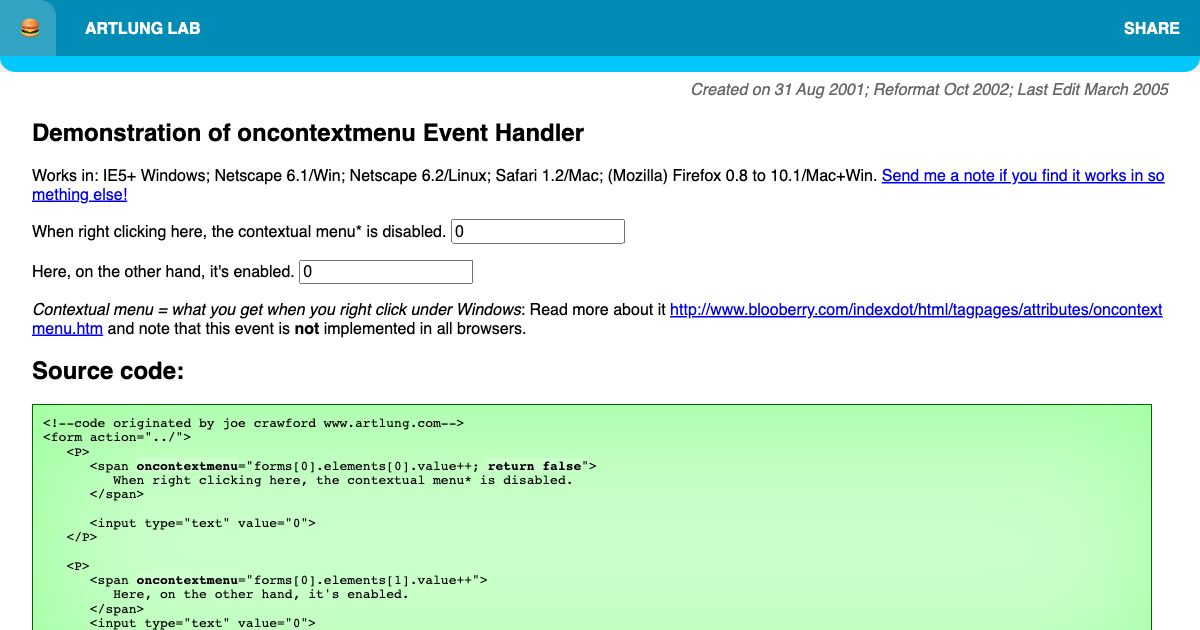 ARTLUNG LAB
SHARE
Created on 31 Aug 2001; Reformat Oct 2002; Last Edit March 2005
Demonstration of oncontextmenu Event Handler
Works in: IE5+ Windows; Netscape 6.1/Win; Netscape 6.2/Linux; Safari 1.2/Mac; (Mozilla) Firefox 0.8 to 10.1/Mac+Win. Send me a note if you find it works in so
mething else!
When right clicking here, the contextual menu* is disabled. 0
Here, on the other hand, it's enabled. 0
Contextual menu = what you get when you right click under Windows: Read more about it http://www.blooberry.com/indexdot/html/tagpages/attributes/oncontext
menu.htm and note that this event is not implemented in all browsers.
Source code:
<!--code originated by joe crawford www.artlung.com-->
<form action="../">
<P>
<span oncontextmenu="forms[0].elements[0].value++; return false">
When right clicking here, the contextual menu* is disabled.
</span>
<input type="text" value="0">
</P>
<P>
<span oncontextmenu="forms[0].elements[1].value++">
Here, on the other hand, it's enabled.
</span>
<input type="text" value="0">